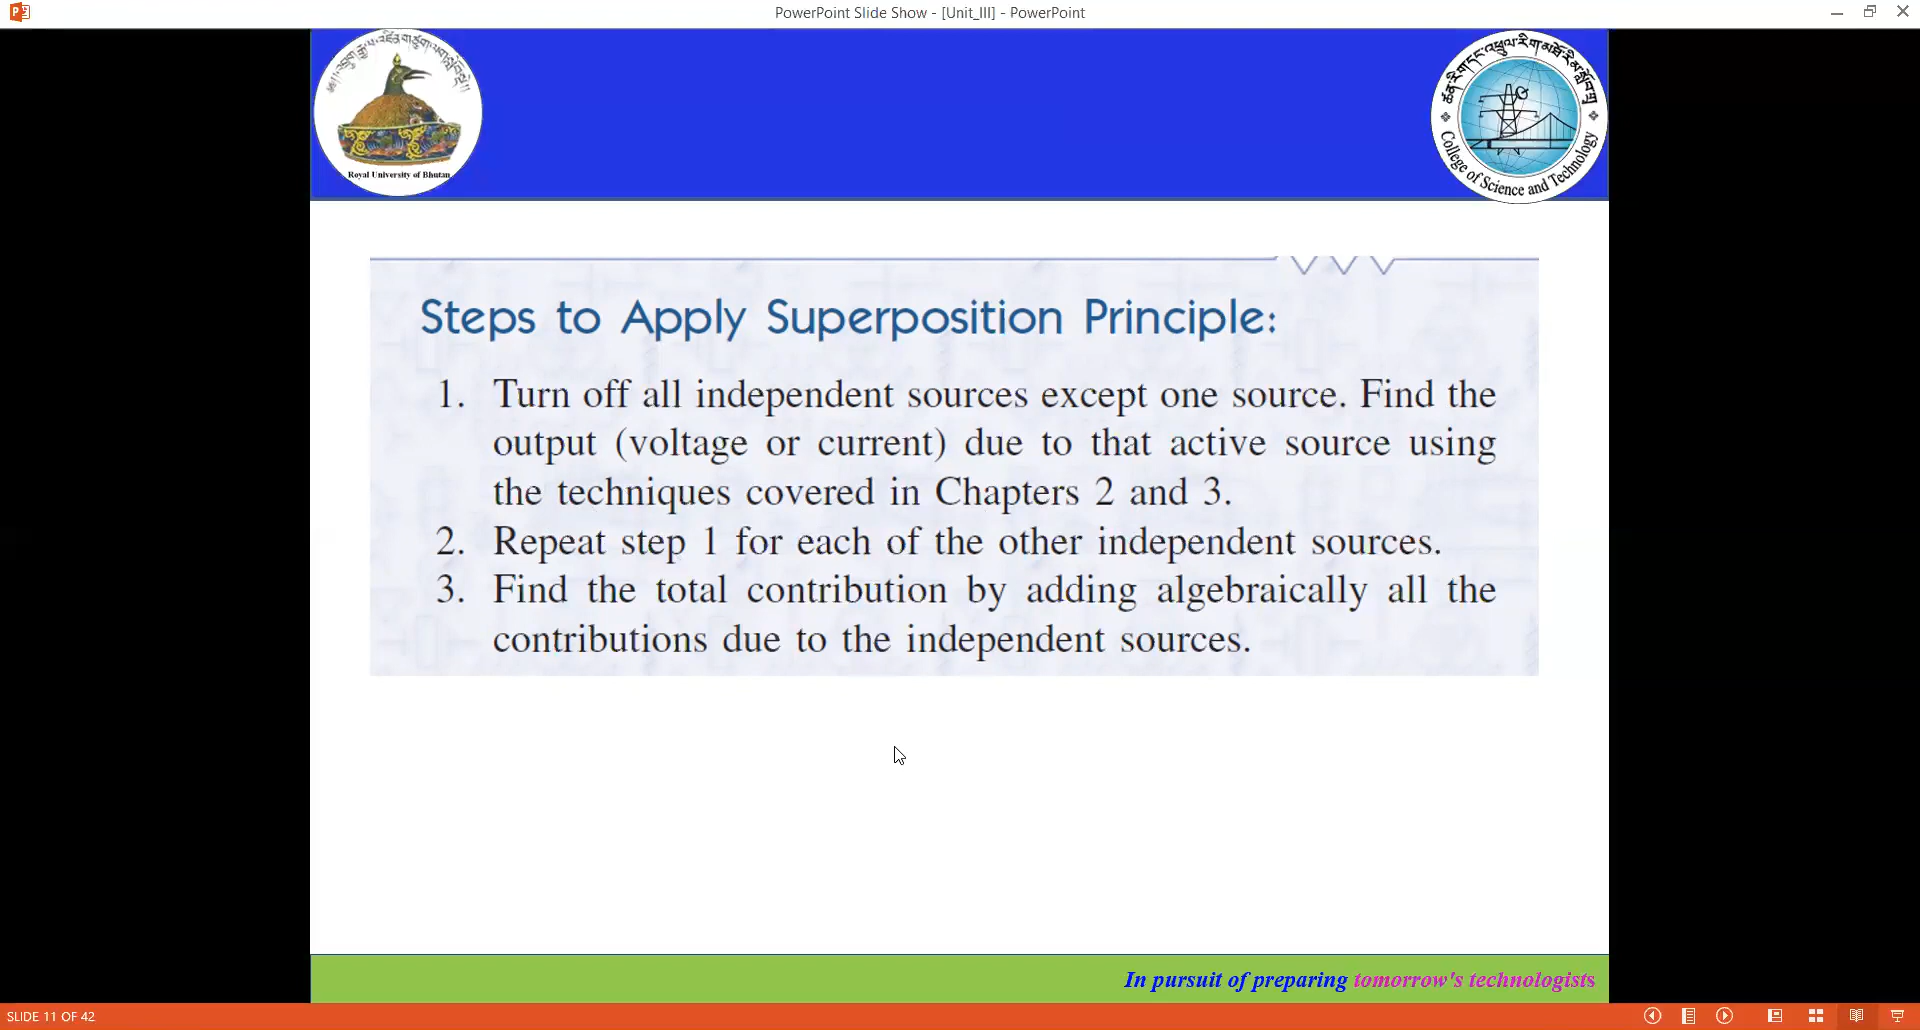 PowerPoint Slide Show - [Unit_III] - PowerPoint
Royal University of Bhutan
College of Science and Technology
Steps to Apply Superposition Principle:
1. Turn off all independent sources except one source. Find the
output (voltage or current) due to that active source using
the techniques covered in Chapters 2 and 3.
2. Repeat step 1 for each of the other independent sources.
3. Find the total contribution by adding algebraically all the
contributions due to the independent sources.
In pursuit of preparing tomorrow's technologists
SLIDE 11 OF 42